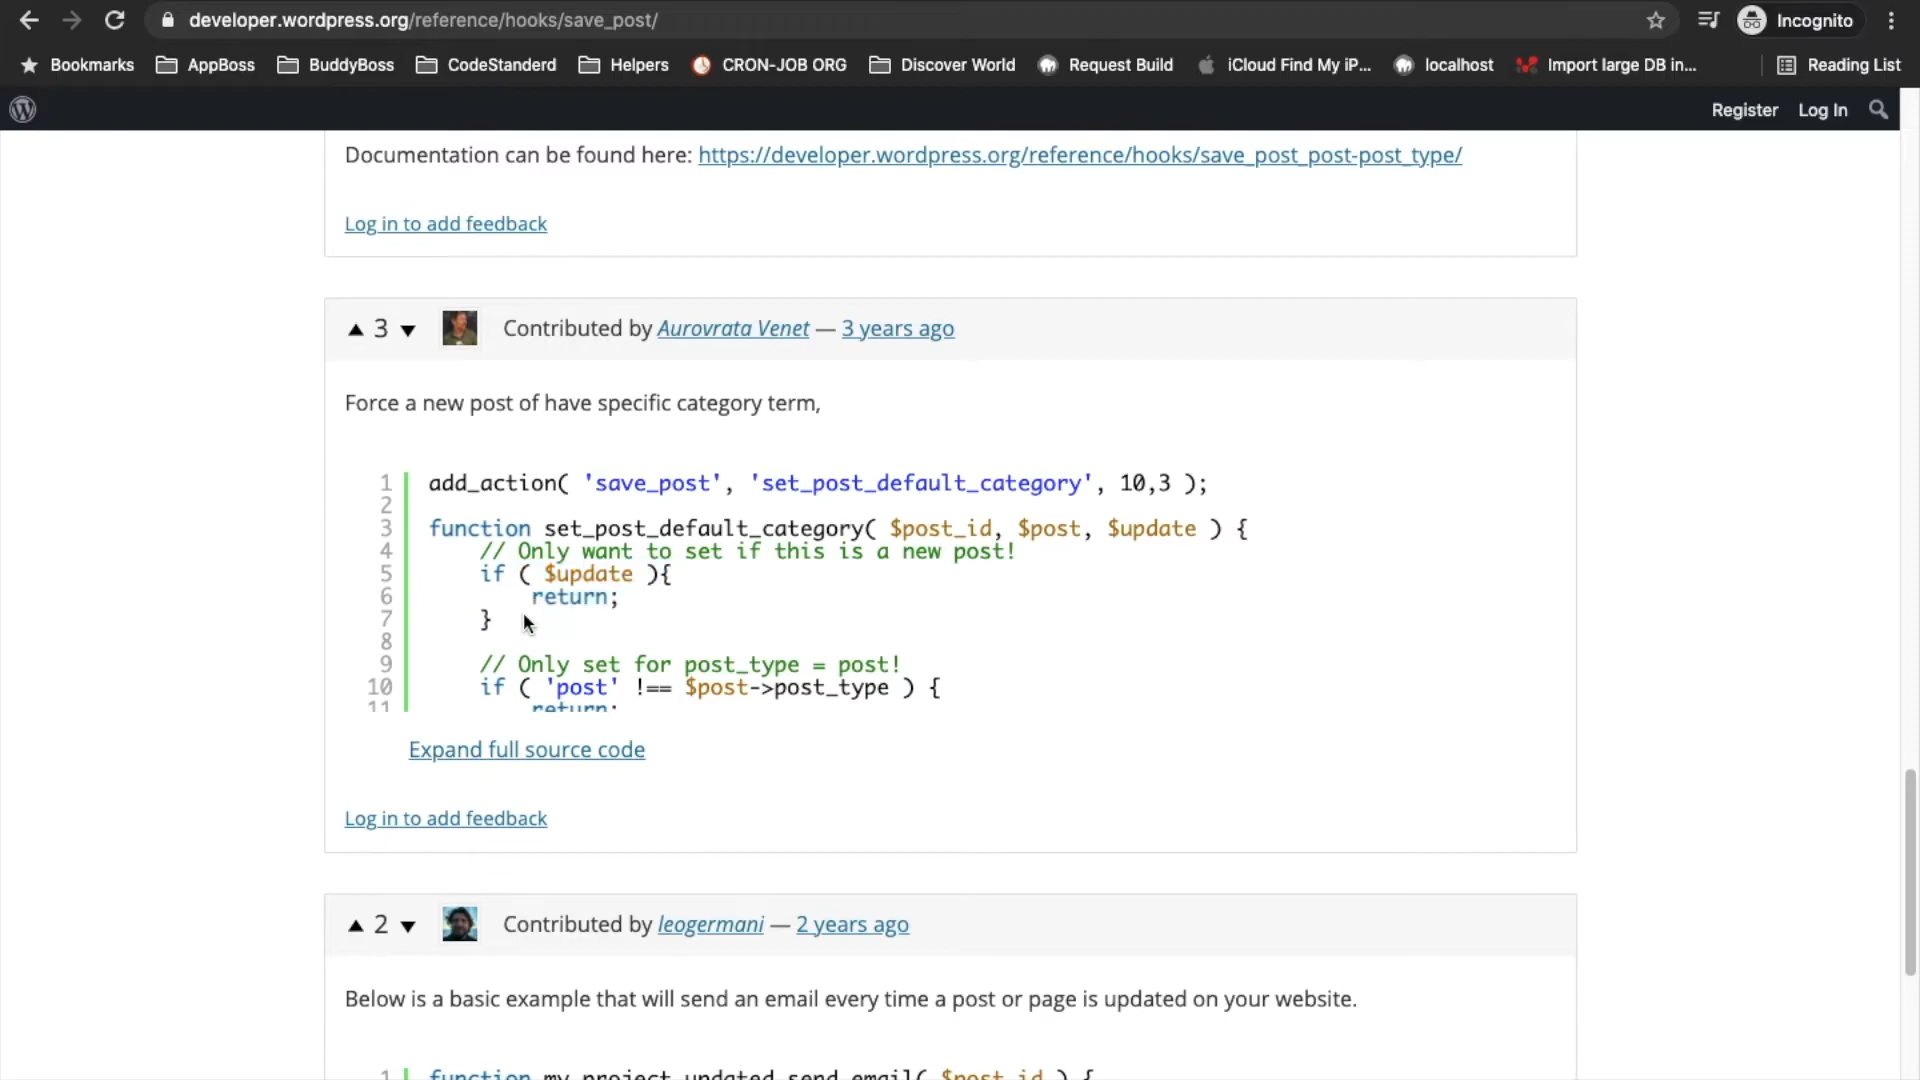 developer.wordpress.org/reference/hooks/save_post/
Incognito
Bookmarks AppBoss BuddyBoss CodeStanderd Helpers CRON-JOB ORG Discover World Request Build iCloud Find My iP... localhost Import large DB in... Reading List
Register Log In
Documentation can be found here: https://developer.wordpress.org/reference/hooks/save_post_post-post_type/
Log in to add feedback
▲ 3 ▼ Contributed by Aurovrata Venet — 3 years ago
Force a new post of have specific category term,
1 add_action( 'save_post', 'set_post_default_category', 10,3 );
2
3 function set_post_default_category( $post_id, $post, $update ) {
4 // Only want to set if this is a new post!
5 if ( $update ){
6 return;
7 }
8
9 // Only set for post_type = post!
10 if ( 'post' !== $post->post_type ) {
11 return;
Expand full source code
Log in to add feedback
▲ 2 ▼ Contributed by leogermani — 2 years ago
Below is a basic example that will send an email every time a post or page is updated on your website.
1 function my_project_updated_send_email( $post_id ) {